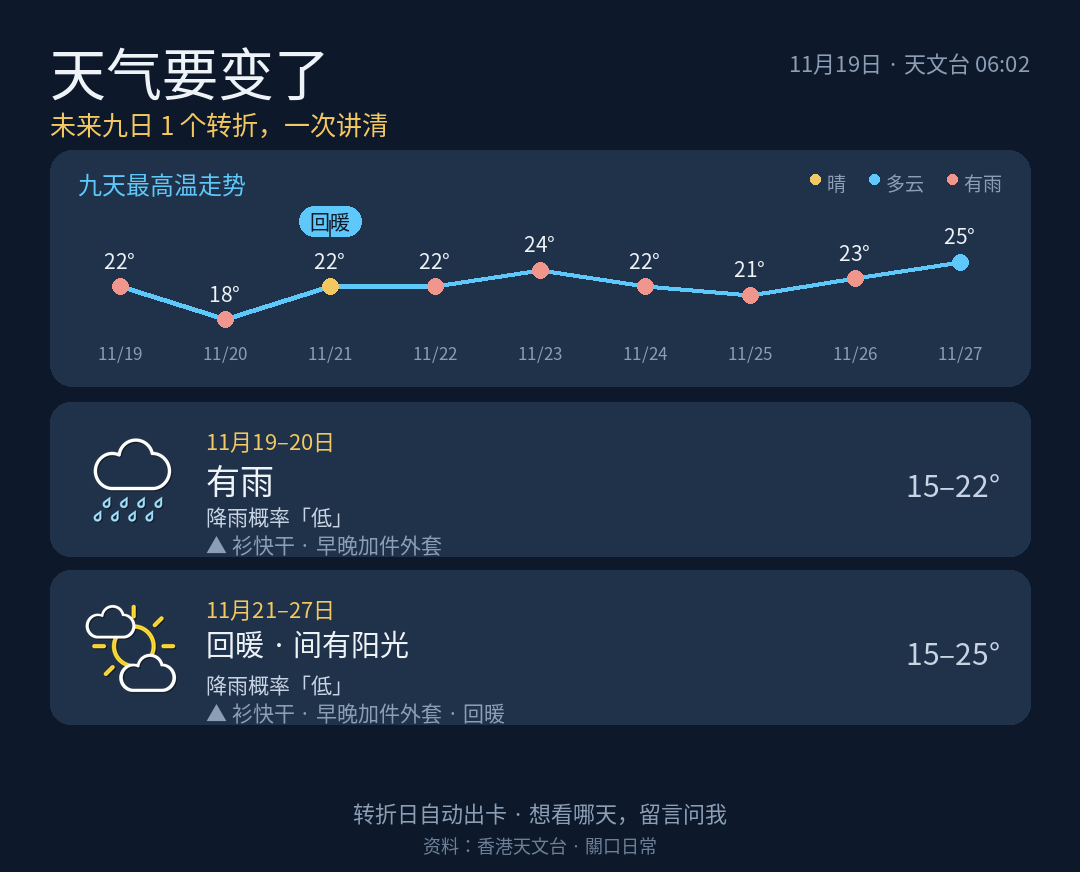 天气要变了
11月19日 · 天文台 06:02
未来九日 1 个转折，一次讲清
九天最高温走势
晴 多云 有雨
回暖
22° 18° 22° 22° 24° 22° 21° 23° 25°
11/19 11/20 11/21 11/22 11/23 11/24 11/25 11/26 11/27
11月19–20日
有雨
15–22°
降雨概率「低」
▲ 衫快干 · 早晚加件外套
11月21–27日
回暖 · 间有阳光
15–25°
降雨概率「低」
▲ 衫快干 · 早晚加件外套 · 回暖
转折日自动出卡 · 想看哪天，留言问我
资料：香港天文台 · 關口日常